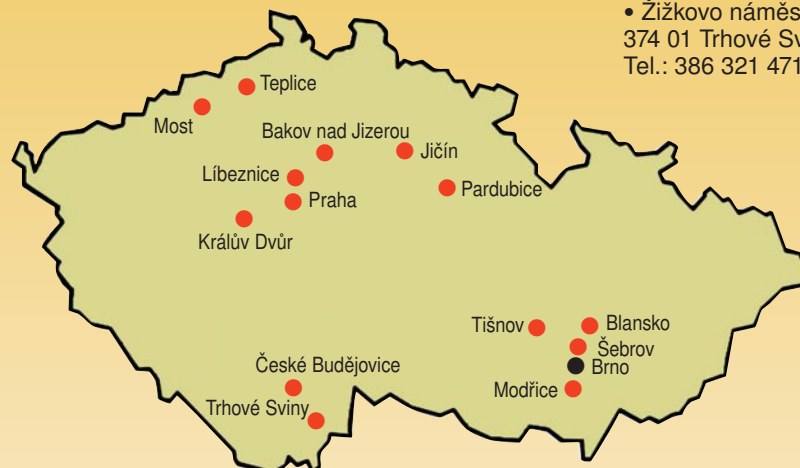 • Žižkovo náměs
374 01 Trhové Sv
Tel.: 386 321 471
Teplice
Most
Bakov nad Jizerou
Jičín
Líbeznice
Pardubice
Praha
Králův Dvůr
Tišnov
Blansko
Šebrov
Brno
Modřice
České Budějovice
Trhové Sviny